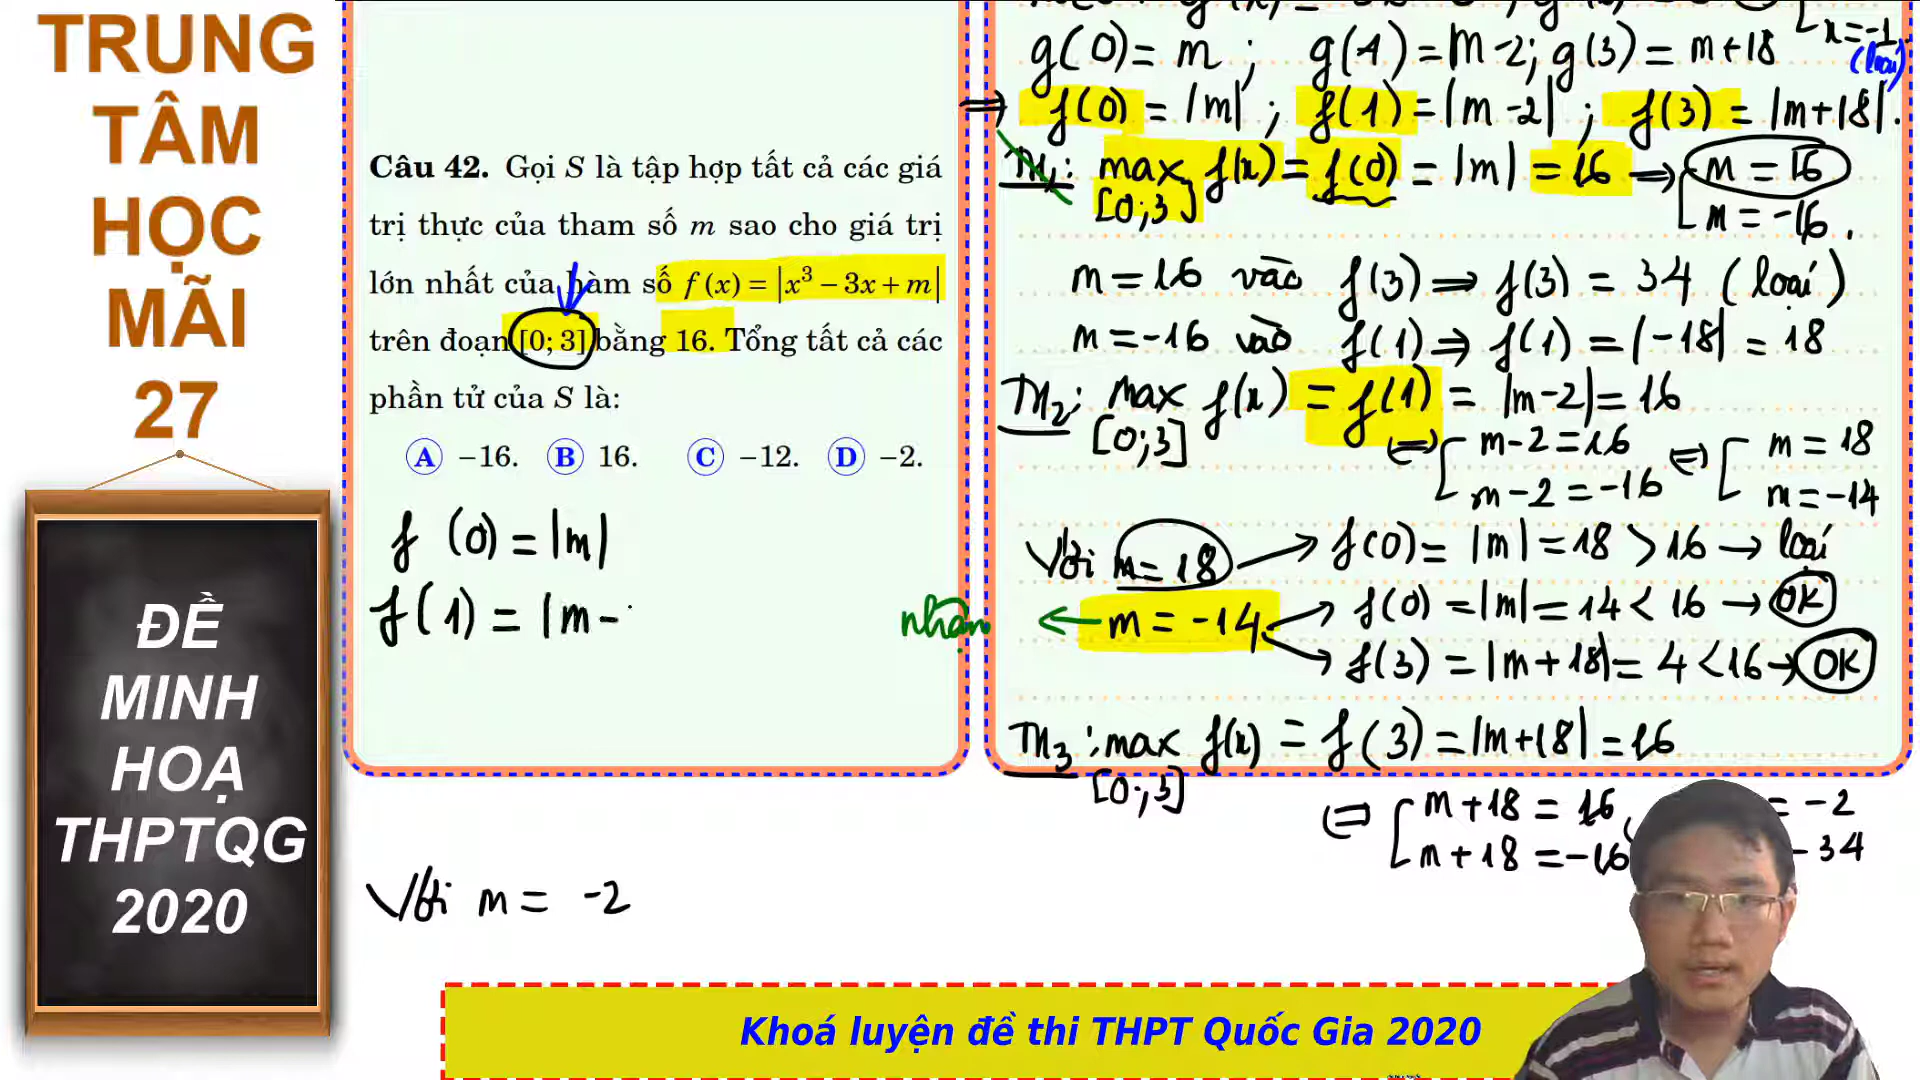 TRUNG
TÂM
HỌC
MÃI
27
ĐỀ
MINH
HOẠ
THPTQG
2020
Câu 42. Gọi S là tập hợp tất cả các giá
trị thực của tham số m sao cho giá trị
lớn nhất của hàm số f(x) = |x³ − 3x + m|
trên đoạn [0; 3] bằng 16. Tổng tất cả các
phần tử của S là:
A −16. B 16. C −12. D −2.
f(0) = |m|
f(1) = |m -
Với m = -2
x = -1
(loại)
g(0) = m ; g(1) = m - 2; g(3) = m + 18
⇒ f(0) = |m| ; f(1) = |m - 2| ; f(3) = |m + 18|.
TH1: max f(x) = f(0) = |m| = 16 ⇒ [ m = 16
[0;3] m = -16.
m = 16 vào f(3) ⇒ f(3) = 34 (loại)
m = -16 vào f(1) ⇒ f(1) = |-18| = 18
TH2: max f(x) = f(1) = |m - 2| = 16
[0;3] ⇔ [ m - 2 = 16 ⇔ [ m = 18
m - 2 = -16 m = -14
Với m = 18 → f(0) = |m| = 18 > 16 → loại
nhận ← m = -14 → f(0) = |m| = 14 < 16 → OK
→ f(3) = |m + 18| = 4 < 16 → OK
TH3: max f(x) = f(3) = |m + 18| = 16
[0;3]
⇔ [ m + 18 = 16 = -2
m + 18 = -16 - 34
Khoá luyện đề thi THPT Quốc Gia 2020